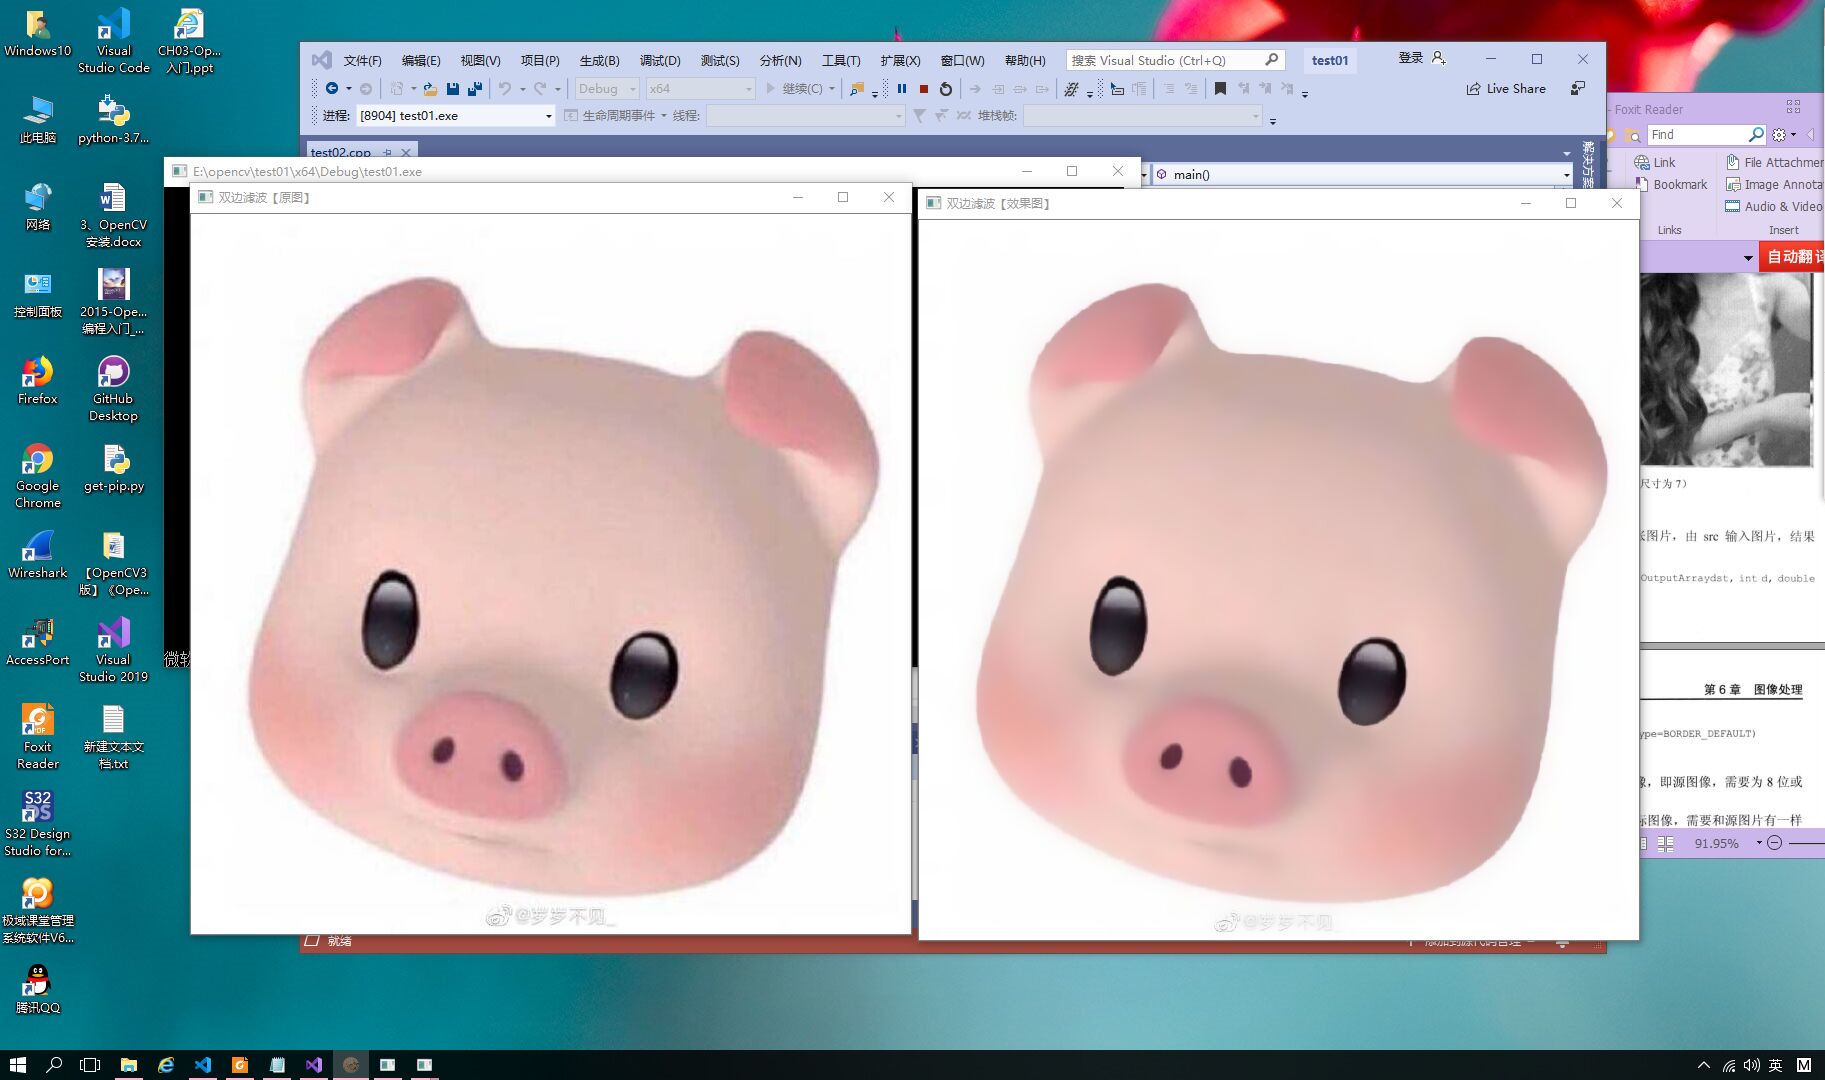 Windows10
Visual
Studio Code
CH03-Op...
入门.ppt
此电脑
python-3.7...
网络
3、OpenCV
安装.docx
控制面板
2015-Ope...
编程入门_...
Firefox
GitHub
Desktop
Google
Chrome
get-pip.py
Wireshark
【OpenCV3
版】《Ope...
AccessPort
Visual
Studio 2019
Foxit
Reader
新建文本文
档.txt
S32
DS
S32 Design
Studio for...
极域课堂管理
系统软件V6...
腾讯QQ
文件(F) 编辑(E) 视图(V) 项目(P) 生成(B) 调试(D) 测试(S) 分析(N) 工具(T) 扩展(X) 窗口(W) 帮助(H) 搜索 Visual Studio (Ctrl+Q) test01 登录
Debug x64 继续(C) Live Share
进程: [8904] test01.exe 生命周期事件 线程: 堆栈帧:
test02.cpp
main()
E:\opencv\test01\x64\Debug\test01.exe
双边滤波【原图】
双边滤波【效果图】
@岁岁不见_
@岁岁不见_
就绪
- Foxit Reader
Find
Link
File Attachmer
Bookmark
Image Annota
Audio & Video
Links
Insert
自动翻译
尺寸为 7）
张图片，由 src 输入图片，结果
OutputArraydst, int d, double
第 6 章 图像处理
ype=BORDER_DEFAULT)
像，即源图像，需要为 8 位或
标图像，需要和源图片有一样
91.95%
英 M